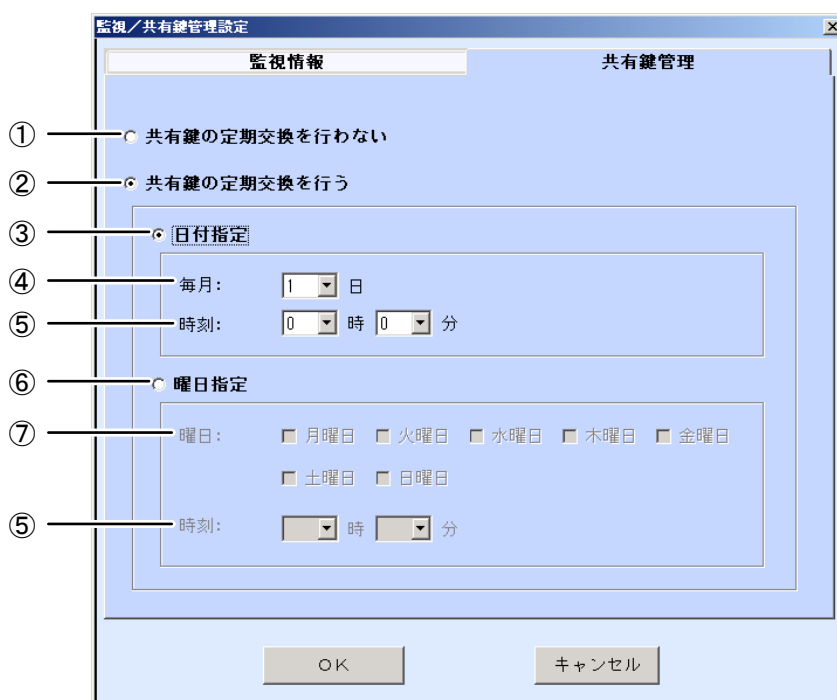 監視/共有鍵管理設定
監視情報 共有鍵管理
① 共有鍵の定期交換を行わない
② 共有鍵の定期交換を行う
③ 日付指定
④ 毎月: 1 日
⑤ 時刻: 0 時 0 分
⑥ 曜日指定
⑦ 曜日: 月曜日 火曜日 水曜日 木曜日 金曜日
土曜日 日曜日
⑤ 時刻: 時 分
OK キャンセル